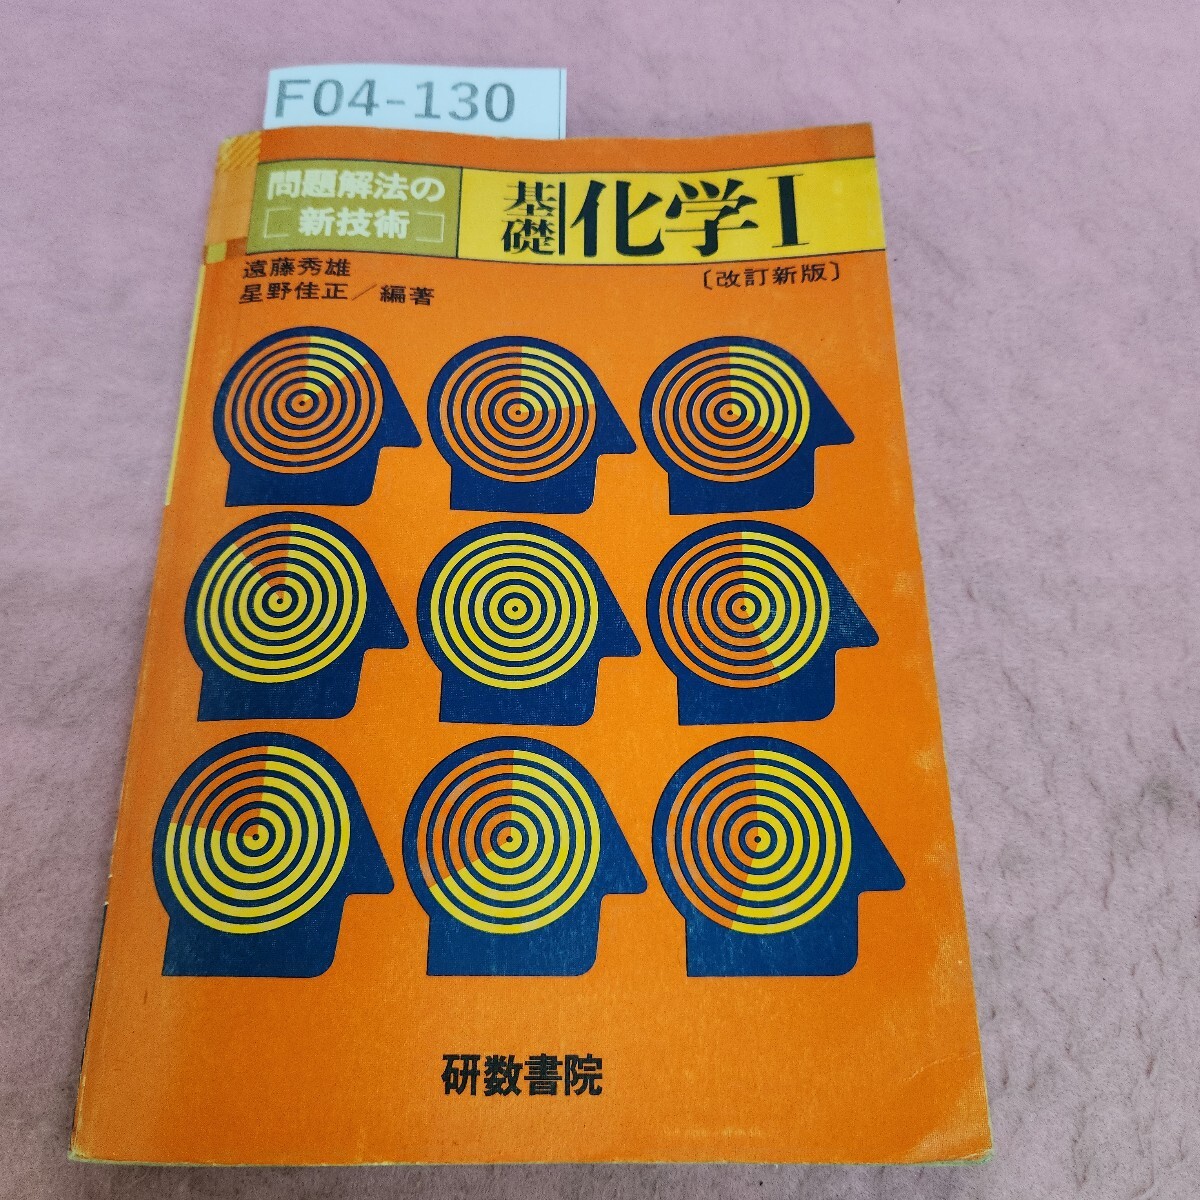 F04-130
問題解法の
[新技術]
基礎 化学I
遠藤秀雄
星野佳正／編著
〔改訂新版〕
研数書院